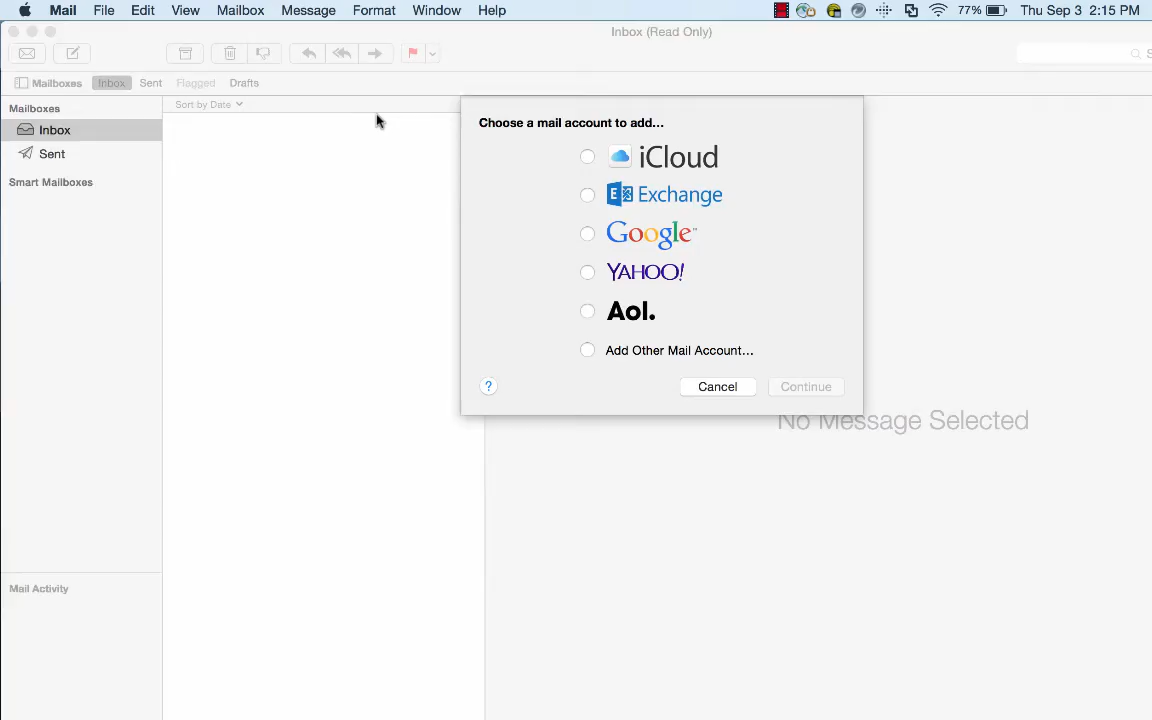 Mail File Edit View Mailbox Message Format Window Help 77% Thu Sep 3 2:15 PM
Inbox (Read Only)
Mailboxes Inbox Sent Flagged Drafts
Mailboxes
Sort by Date
Inbox
Sent
Smart Mailboxes
Choose a mail account to add...
iCloud
E Exchange
Google™
YAHOO!
Aol.
Add Other Mail Account...
? Cancel Continue
No Message Selected
Mail Activity